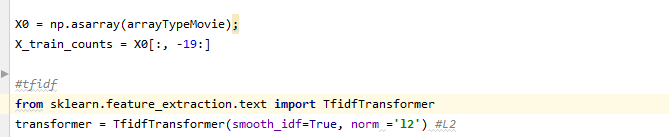 X0 = np.asarray(arrayTypeMovie);
X_train_counts = X0[:, -19:]
#tfidf
from sklearn.feature_extraction.text import TfidfTransformer
transformer = TfidfTransformer(smooth_idf=True, norm ='l2') #L2